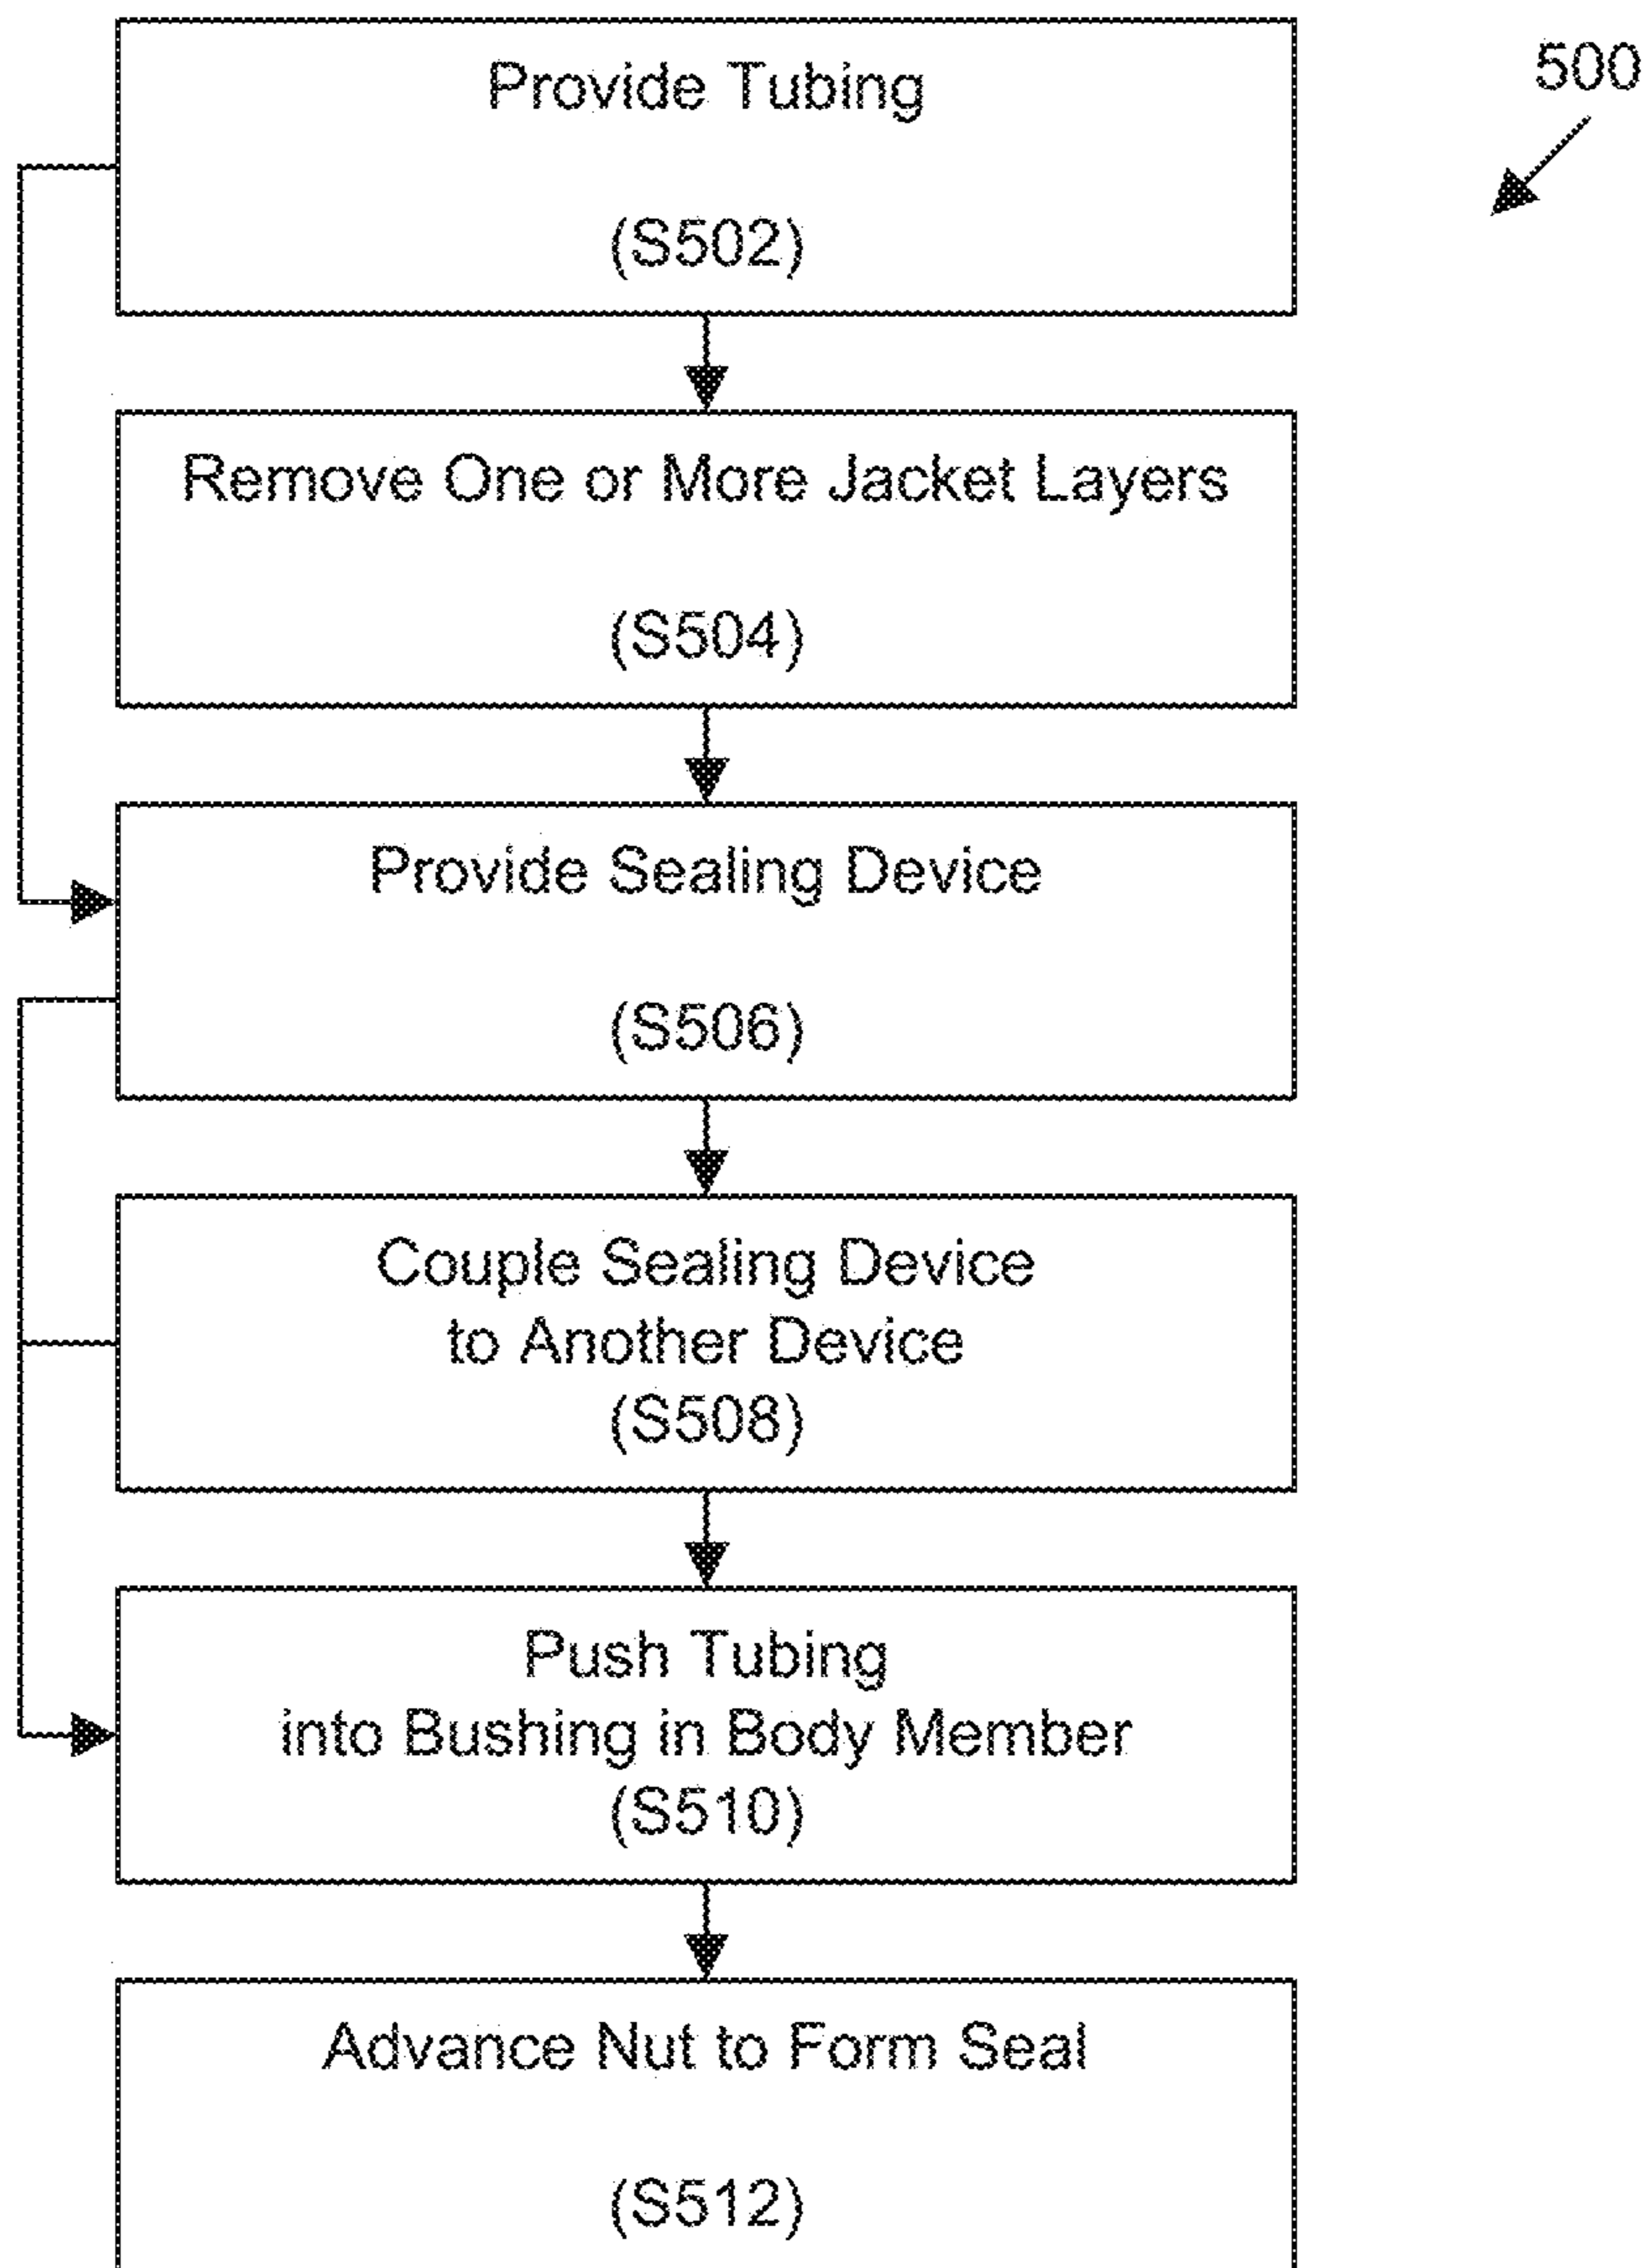 500
Provide Tubing
(S502)
Remove One or More Jacket Layers
(S504)
Provide Sealing Device
(S506)
Couple Sealing Device
to Another Device
(S508)
Push Tubing
into Bushing in Body Member
(S510)
Advance Nut to Form Seal
(S512)